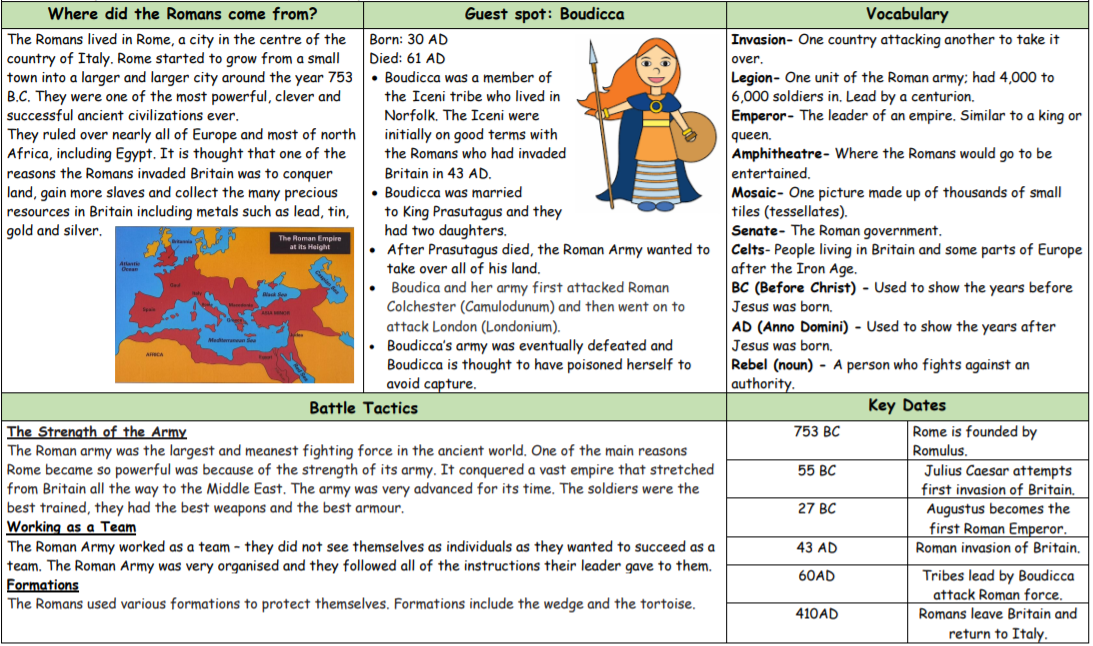 Where did the Romans come from?
The Romans lived in Rome, a city in the centre of the
country of Italy. Rome started to grow from a small
town into a larger and larger city around the year 753
B.C. They were one of the most powerful, clever and
successful ancient civilizations ever.
They ruled over nearly all of Europe and most of north
Africa, including Egypt. It is thought that one of the
reasons the Romans invaded Britain was to conquer
land, gain more slaves and collect the many precious
resources in Britain including metals such as lead, tin,
gold and silver.
The Roman Empire
at its Height
Britannia
Atlantic
Ocean
Gaul
Italy
Rome
Spain
Macedonia
Greece
Black Sea
Caspian Sea
ASIA MINOR
Mediterranean Sea
AFRICA
Egypt
Guest spot: Boudicca
Born: 30 AD
Died: 61 AD
• Boudicca was a member of
the Iceni tribe who lived in
Norfolk. The Iceni were
initially on good terms with
the Romans who had invaded
Britain in 43 AD.
• Boudicca was married
to King Prasutagus and they
had two daughters.
• After Prasutagus died, the Roman Army wanted to
take over all of his land.
• Boudica and her army first attacked Roman
Colchester (Camulodunum) and then went on to
attack London (Londonium).
• Boudicca's army was eventually defeated and
Boudicca is thought to have poisoned herself to
avoid capture.
Vocabulary
Invasion- One country attacking another to take it
over.
Legion- One unit of the Roman army; had 4,000 to
6,000 soldiers in. Lead by a centurion.
Emperor- The leader of an empire. Similar to a king or
queen.
Amphitheatre- Where the Romans would go to be
entertained.
Mosaic- One picture made up of thousands of small
tiles (tessellates).
Senate- The Roman government.
Celts- People living in Britain and some parts of Europe
after the Iron Age.
BC (Before Christ) - Used to show the years before
Jesus was born.
AD (Anno Domini) - Used to show the years after
Jesus was born.
Rebel (noun) - A person who fights against an
authority.
Battle Tactics
The Strength of the Army
The Roman army was the largest and meanest fighting force in the ancient world. One of the main reasons
Rome became so powerful was because of the strength of its army. It conquered a vast empire that stretched
from Britain all the way to the Middle East. The army was very advanced for its time. The soldiers were the
best trained, they had the best weapons and the best armour.
Working as a Team
The Roman Army worked as a team – they did not see themselves as individuals as they wanted to succeed as a
team. The Roman Army was very organised and they followed all of the instructions their leader gave to them.
Formations
The Romans used various formations to protect themselves. Formations include the wedge and the tortoise.
Key Dates
753 BC
Rome is founded by
Romulus.
55 BC
Julius Caesar attempts
first invasion of Britain.
27 BC
Augustus becomes the
first Roman Emperor.
43 AD
Roman invasion of Britain.
60AD
Tribes lead by Boudicca
attack Roman force.
410AD
Romans leave Britain and
return to Italy.